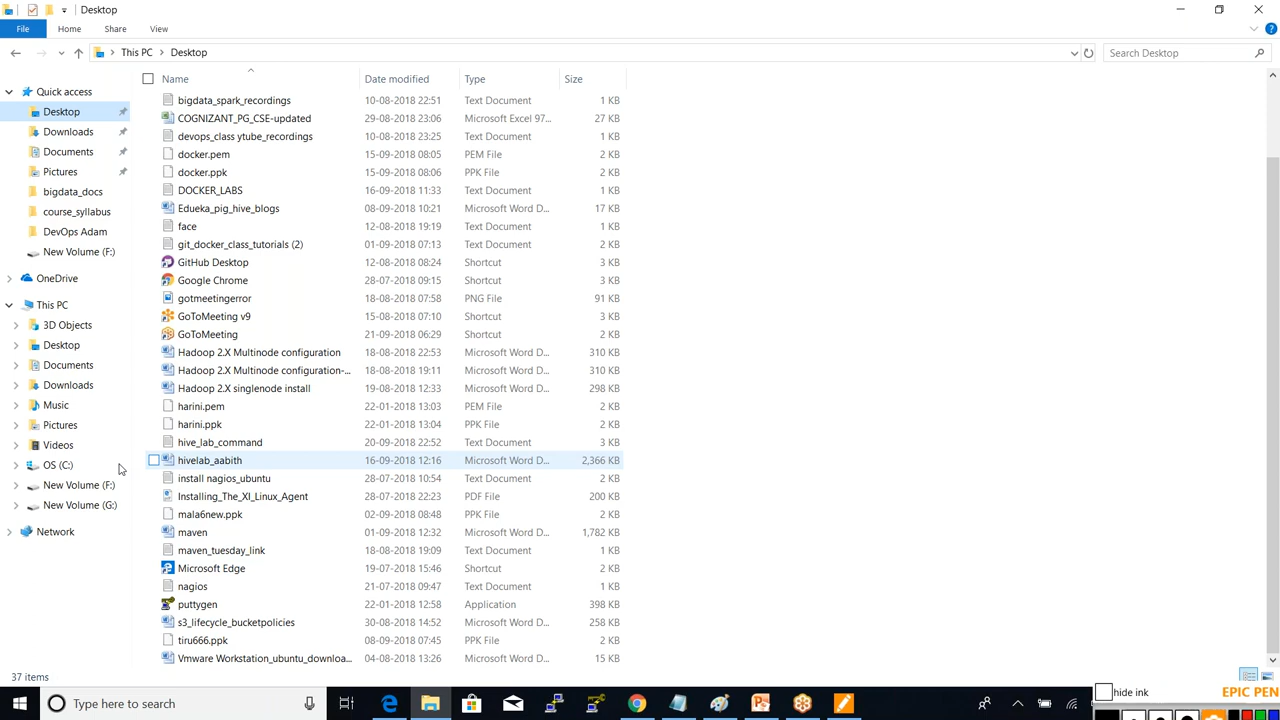 Desktop
File Home Share View
This PC > Desktop
Search Desktop
Name Date modified Type Size
Quick access
Desktop
Downloads
Documents
Pictures
bigdata_docs
course_syllabus
DevOps Adam
New Volume (F:)
OneDrive
This PC
3D Objects
Desktop
Documents
Downloads
Music
Pictures
Videos
OS (C:)
New Volume (F:)
New Volume (G:)
Network
bigdata_spark_recordings 10-08-2018 22:51 Text Document 1 KB
COGNIZANT_PG_CSE-updated 29-08-2018 23:06 Microsoft Excel 97... 27 KB
devops_class ytube_recordings 10-08-2018 23:25 Text Document 1 KB
docker.pem 15-09-2018 08:05 PEM File 2 KB
docker.ppk 15-09-2018 08:06 PPK File 2 KB
DOCKER_LABS 16-09-2018 11:33 Text Document 1 KB
Edueka_pig_hive_blogs 08-09-2018 10:21 Microsoft Word D... 17 KB
face 12-08-2018 19:19 Text Document 1 KB
git_docker_class_tutorials (2) 01-09-2018 07:13 Text Document 2 KB
GitHub Desktop 12-08-2018 08:24 Shortcut 3 KB
Google Chrome 28-07-2018 09:15 Shortcut 3 KB
gotmeetingerror 18-08-2018 07:58 PNG File 91 KB
GoToMeeting v9 15-08-2018 07:10 Shortcut 3 KB
GoToMeeting 21-09-2018 06:29 Shortcut 3 KB
Hadoop 2.X Multinode configuration 18-08-2018 22:53 Microsoft Word D... 310 KB
Hadoop 2.X Multinode configuration-... 18-08-2018 19:11 Microsoft Word D... 310 KB
Hadoop 2.X singlenode install 19-08-2018 12:33 Microsoft Word D... 298 KB
harini.pem 22-01-2018 13:03 PEM File 2 KB
harini.ppk 22-01-2018 13:04 PPK File 2 KB
hive_lab_command 20-09-2018 22:52 Text Document 3 KB
hivelab_aabith 16-09-2018 12:16 Microsoft Word D... 2,366 KB
install nagios_ubuntu 28-07-2018 10:54 Text Document 2 KB
Installing_The_XI_Linux_Agent 28-07-2018 22:23 PDF File 200 KB
mala6new.ppk 02-09-2018 08:48 PPK File 2 KB
maven 01-09-2018 12:32 Microsoft Word D... 1,782 KB
maven_tuesday_link 18-08-2018 19:09 Text Document 1 KB
Microsoft Edge 19-07-2018 15:46 Shortcut 2 KB
nagios 21-07-2018 09:47 Text Document 1 KB
puttygen 22-01-2018 12:58 Application 398 KB
s3_lifecycle_bucketpolicies 30-08-2018 14:52 Microsoft Word D... 258 KB
tiru666.ppk 08-09-2018 07:45 PPK File 2 KB
Vmware Workstation_ubuntu_downloa... 04-08-2018 13:26 Microsoft Word D... 15 KB
37 items
Type here to search
hide ink EPIC PEN